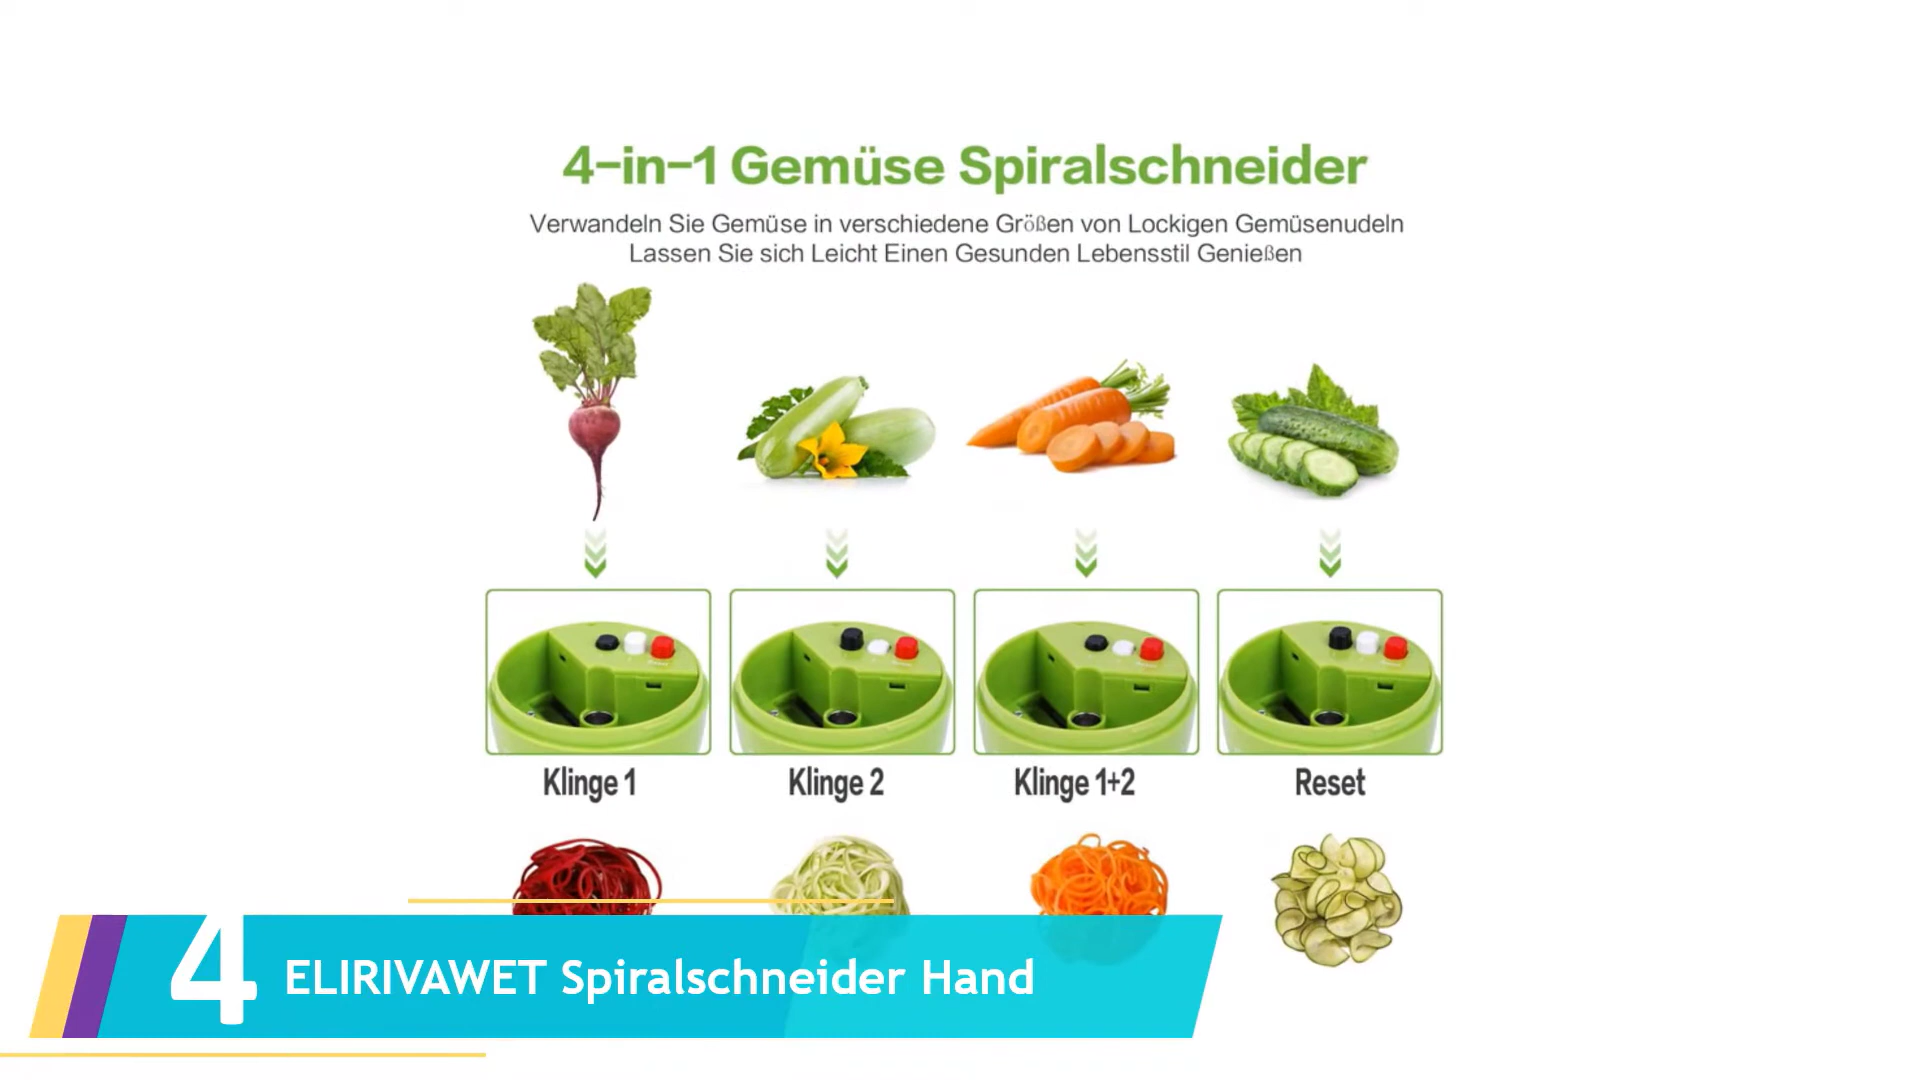 4-in-1 Gemüse Spiralschneider
Verwandeln Sie Gemüse in verschiedene Größen von Lockigen Gemüsenudeln
Lassen Sie sich Leicht Einen Gesunden Lebensstil Genießen
Klinge 1
Klinge 2
Klinge 1+2
Reset
4 ELIRIVAWET Spiralschneider Hand